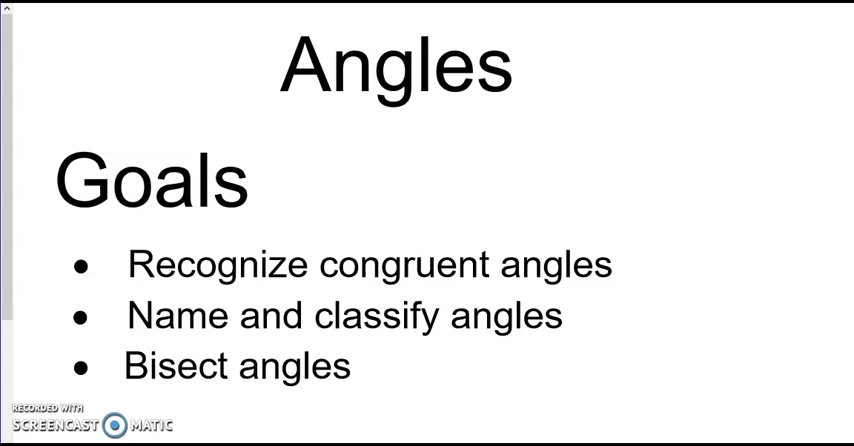 Angles
Goals
• Recognize congruent angles
• Name and classify angles
• Bisect angles
RECORDED WITH
SCREENCAST MATIC